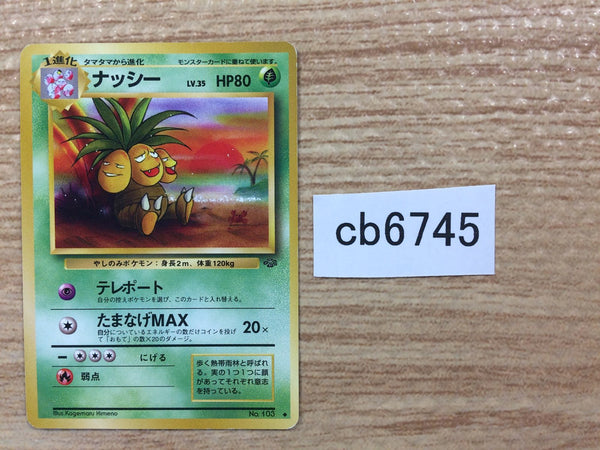 1進化
タマタマから進化
モンスターカードに重ねて使います。
ナッシー
LV.35
HP80
やしのみポケモン：身長2m、体重120kg
テレポート
自分の控えポケモンを選び、このカードと入れ替える。
たまなげMAX
20×
自分についているエネルギーの数だけコインを投げ
て「おもて」の数×20のダメージ。
にげる
弱点
歩く熱帯雨林と呼ば
れる。実の1つ1つに顔
があってそれぞれ意志
を持っている。
Illus.Kagemaru Himeno
No.103
cb6745